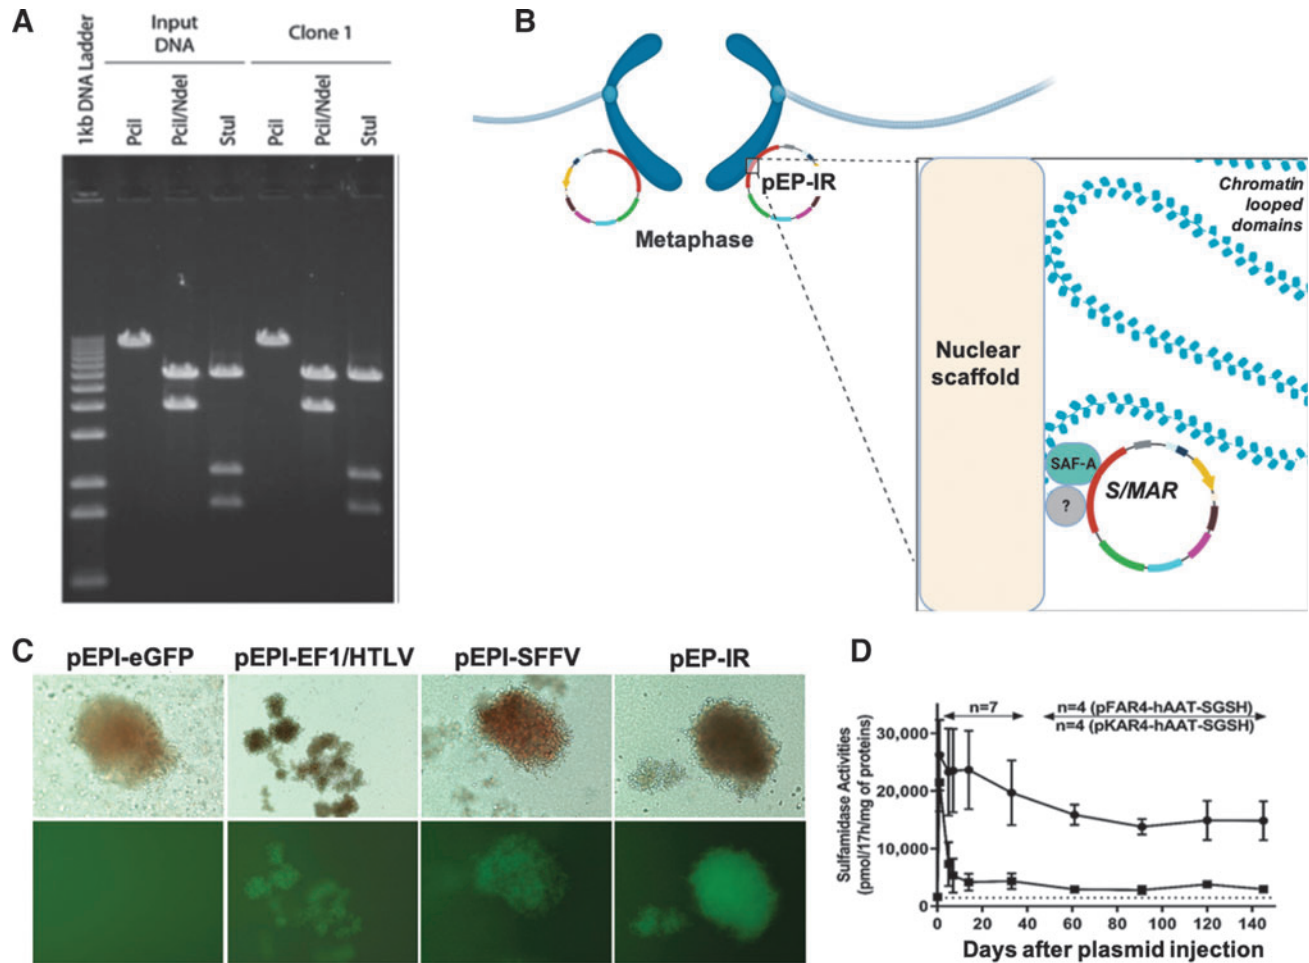 A
1kb DNA Ladder
Input
DNA
Clone 1
PciI
PciI/NdeI
StuI
PciI
PciI/NdeI
StuI
B
pEP-IR
Metaphase
Chromatin
looped
domains
Nuclear
scaffold
SAF-A
S/MAR
?
C
pEPI-eGFP
pEPI-EF1/HTLV
pEPI-SFFV
pEP-IR
D
n=7
n=4 (pFAR4-hAAT-SGSH)
n=4 (pKAR4-hAAT-SGSH)
Sulfamidase Activities
(pmol/17h/mg of proteins)
30,000
20,000
10,000
0
0 20 40 60 80 100 120 140
Days after plasmid injection